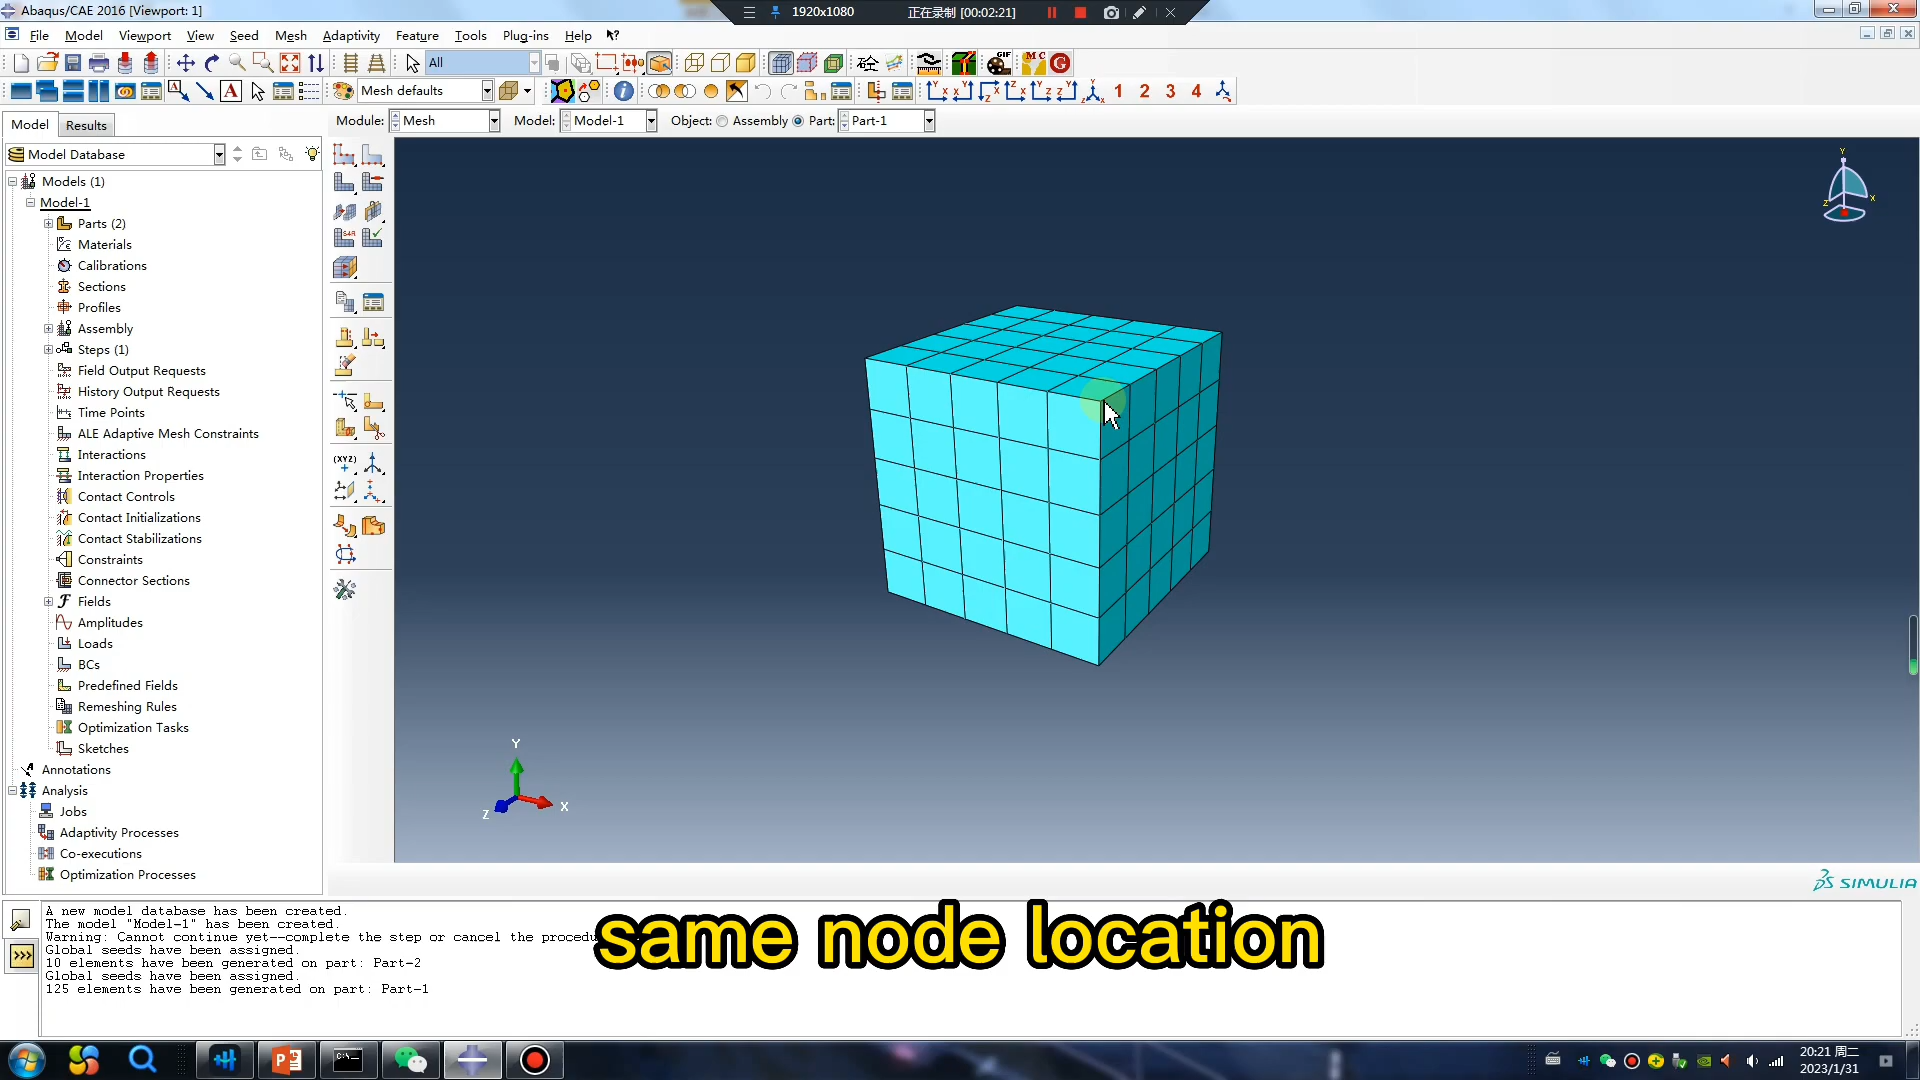 Abaqus/CAE 2016 [Viewport: 1]
1920x1080
正在录制 [00:02:21]
File Model Viewport View Seed Mesh Adaptivity Feature Tools Plug-ins Help
All
GIF
M C
G
A
Mesh defaults
1 2 3 4
Model Results
Module: Mesh Model: Model-1 Object: Assembly Part: Part-1
Model Database
Models (1)
Model-1
Parts (2)
Materials
Calibrations
Sections
Profiles
Assembly
Steps (1)
Field Output Requests
History Output Requests
Time Points
ALE Adaptive Mesh Constraints
Interactions
Interaction Properties
Contact Controls
Contact Initializations
Contact Stabilizations
Constraints
Connector Sections
Fields
Amplitudes
Loads
BCs
Predefined Fields
Remeshing Rules
Optimization Tasks
Sketches
Annotations
Analysis
Jobs
Adaptivity Processes
Co-executions
Optimization Processes
(XYZ)
Y
X
Z
Y
X
Z
SIMULIA
A new model database has been created.
The model "Model-1" has been created.
Warning: Cannot continue yet--complete the step or cancel the
Global seeds have been assigned.
10 elements have been generated on part: Part-2
Global seeds have been assigned.
125 elements have been generated on part: Part-1
same node location
20:21 周二
2023/1/31